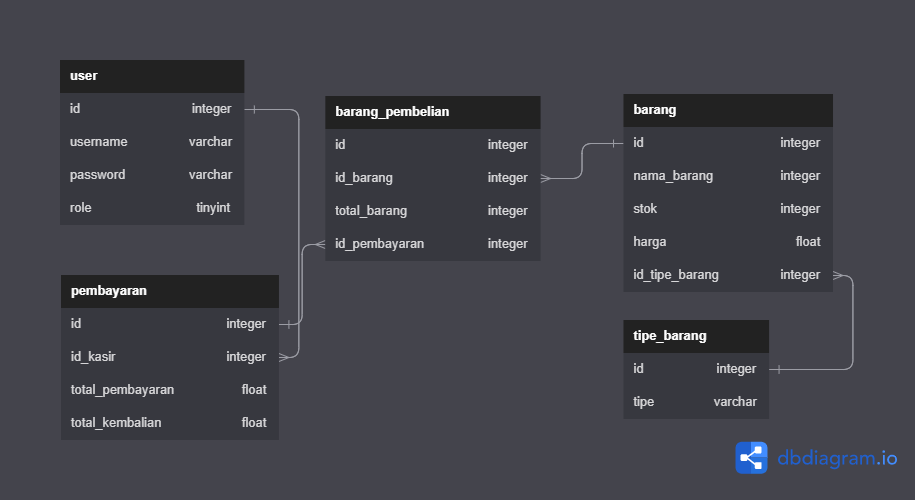 user
id integer
username varchar
password varchar
role tinyint
pembayaran
id integer
id_kasir integer
total_pembayaran float
total_kembalian float
barang_pembelian
id integer
id_barang integer
total_barang integer
id_pembayaran integer
barang
id integer
nama_barang integer
stok integer
harga float
id_tipe_barang integer
tipe_barang
id integer
tipe varchar
dbdiagram.io